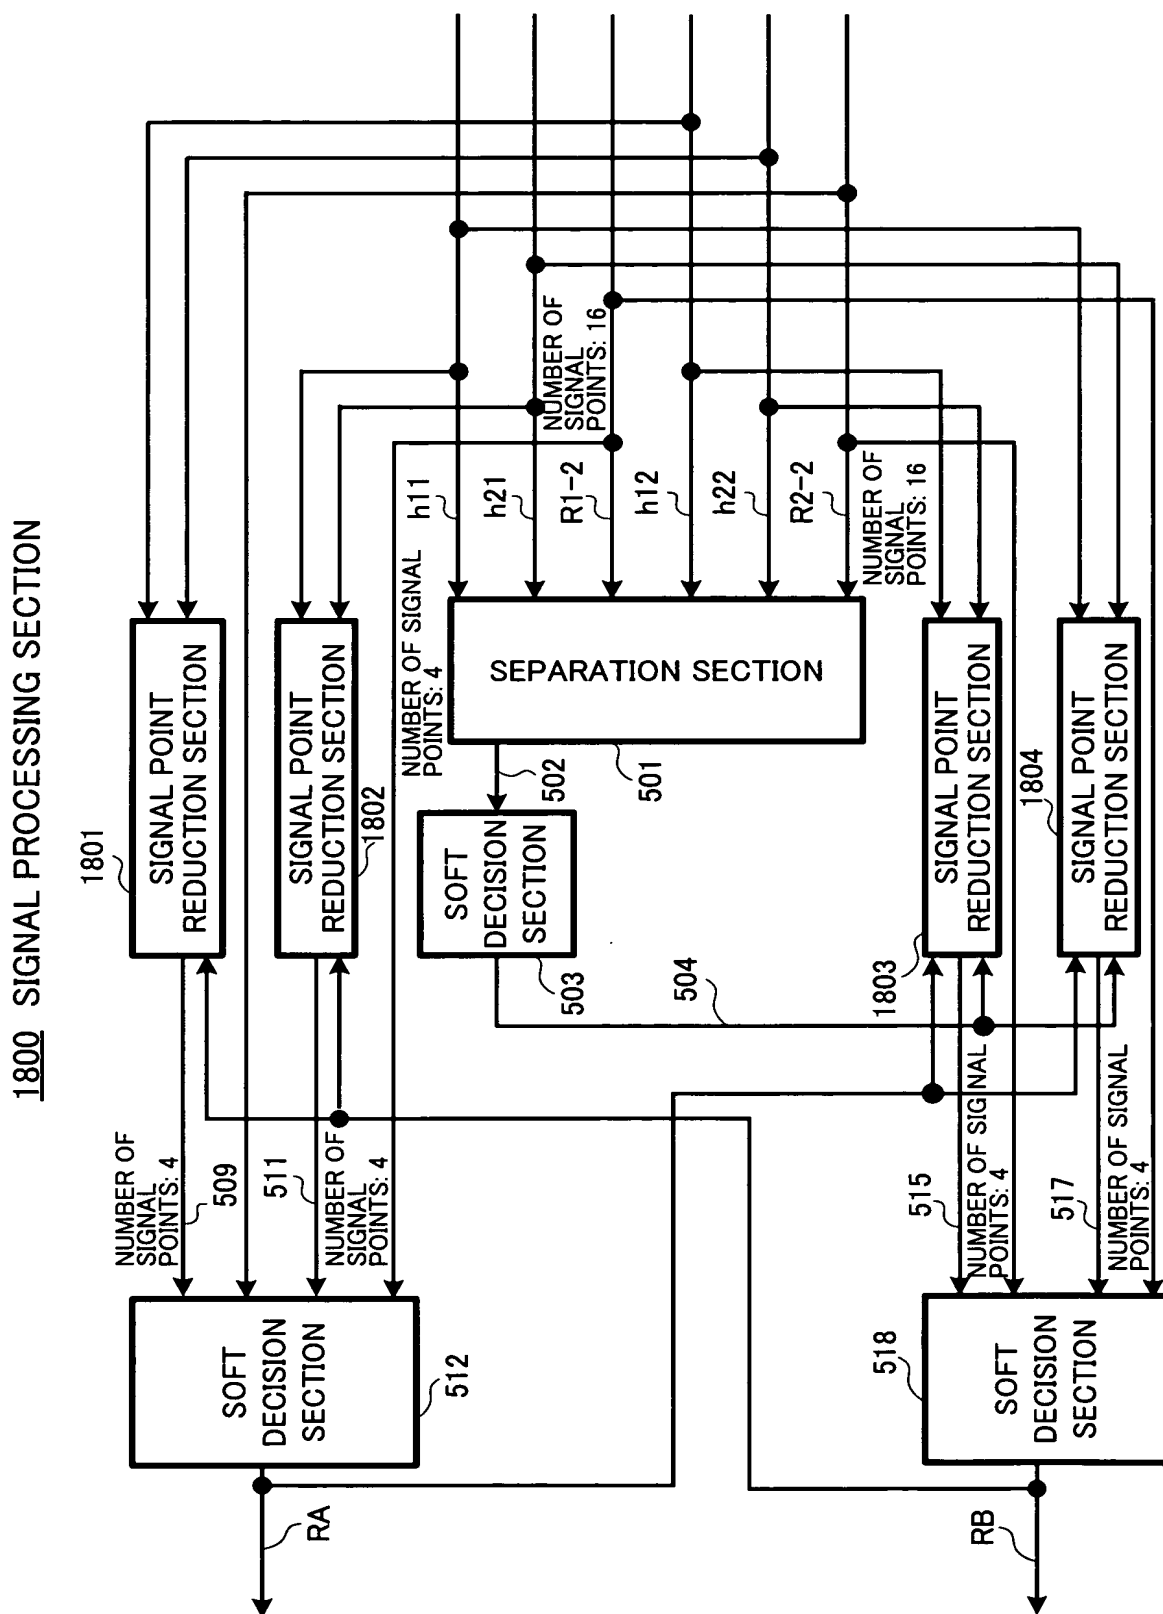 1800 SIGNAL PROCESSING SECTION
1801
SIGNAL POINT
REDUCTION SECTION
SIGNAL POINT
REDUCTION SECTION
1802
NUMBER OF
SIGNAL
POINTS: 16
h11
h21
R1-2
h12
h22
R2-2
NUMBER OF
SIGNAL
POINTS: 16
NUMBER OF SIGNAL
POINTS: 4
SEPARATION SECTION
501
502
SOFT
DECISION
SECTION
503
504
1803
SIGNAL POINT
REDUCTION SECTION
1804
SIGNAL POINT
REDUCTION SECTION
NUMBER OF
SIGNAL
POINTS: 4
509
511
NUMBER OF
SIGNAL
POINTS: 4
515
NUMBER OF SIGNAL
POINTS: 4
517
NUMBER OF SIGNAL
POINTS: 4
SOFT
DECISION
SECTION
512
518
SOFT
DECISION
SECTION
RA
RB